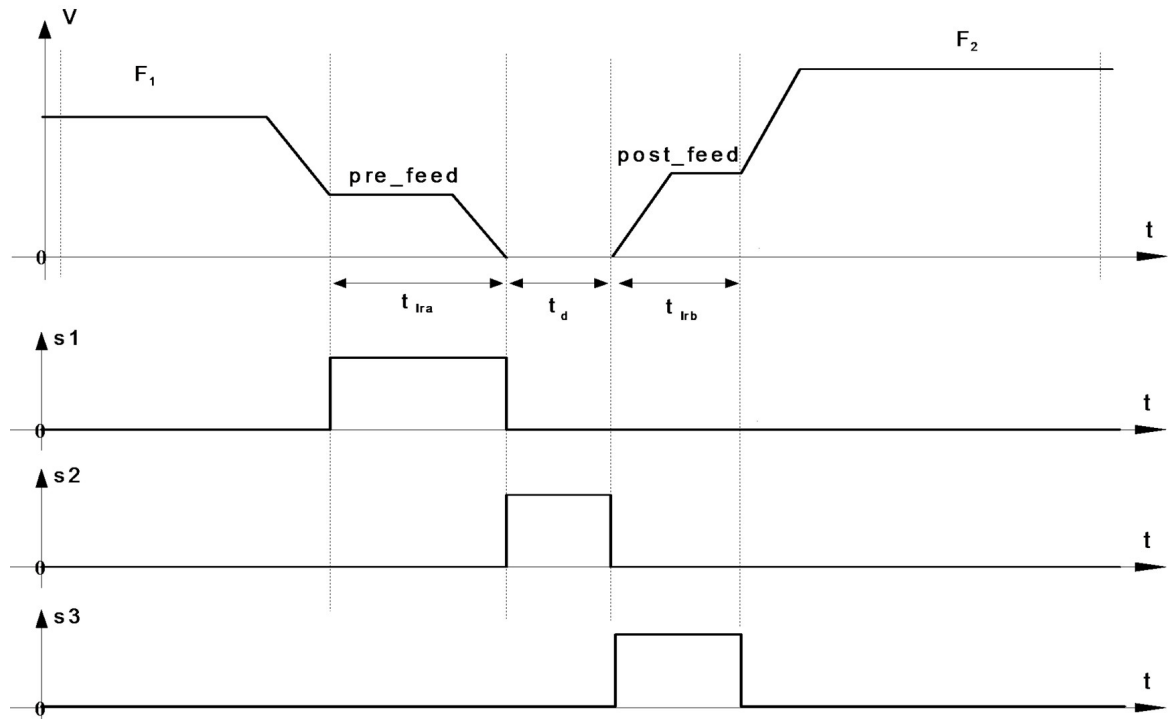 V
F₁
F₂
pre_feed
post_feed
t
0
t lra
t d
t lrb
s1
t
0
s2
t
0
s3
t
0